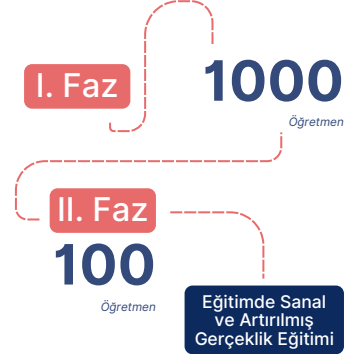 I. Faz
1000
Öğretmen
II. Faz
100
Öğretmen
Eğitimde Sanal
ve Artırılmış
Gerçeklik Eğitimi